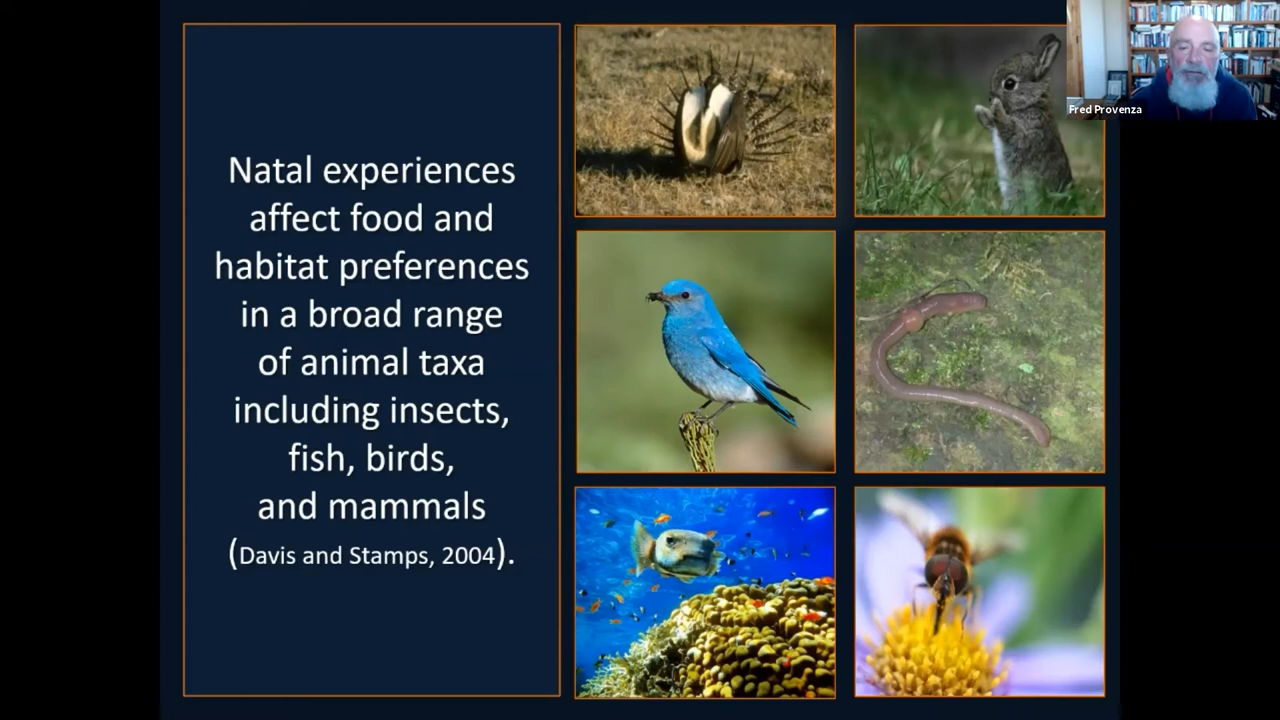 Natal experiences
affect food and
habitat preferences
in a broad range
of animal taxa
including insects,
fish, birds,
and mammals
(Davis and Stamps, 2004).
Fred Provenza